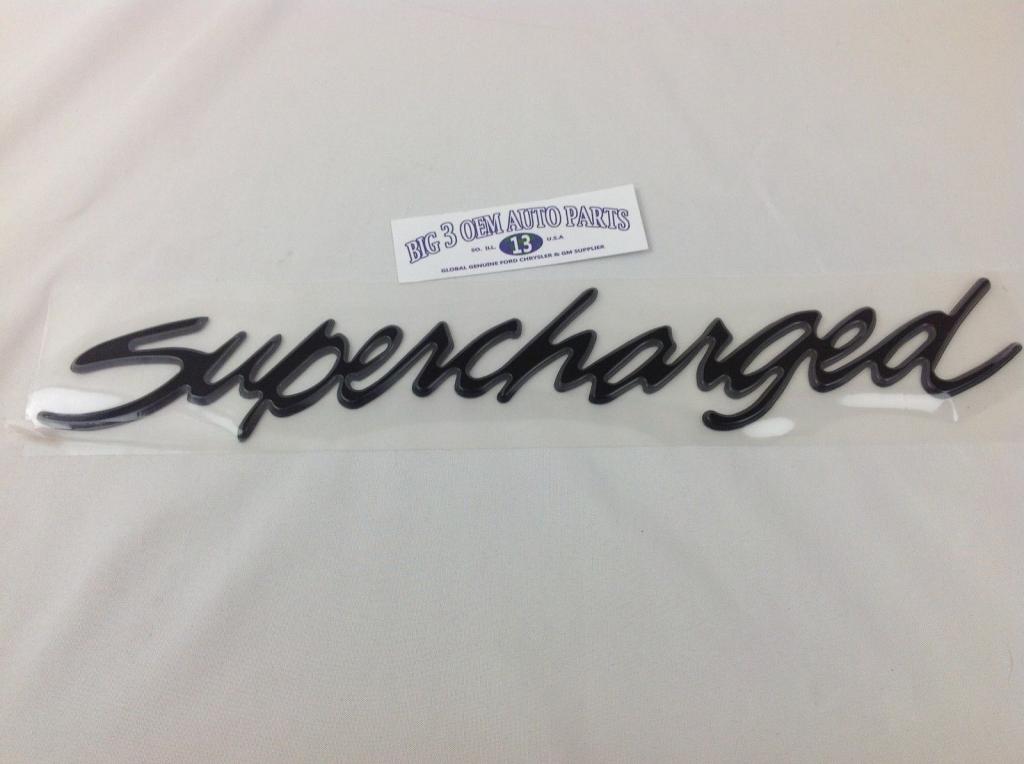 BIG 3 OEM AUTO PARTS
SO. ILL. 13 U.S.A
GLOBAL GENUINE FORD CHRYSLER & GM SUPPLIER
Supercharged